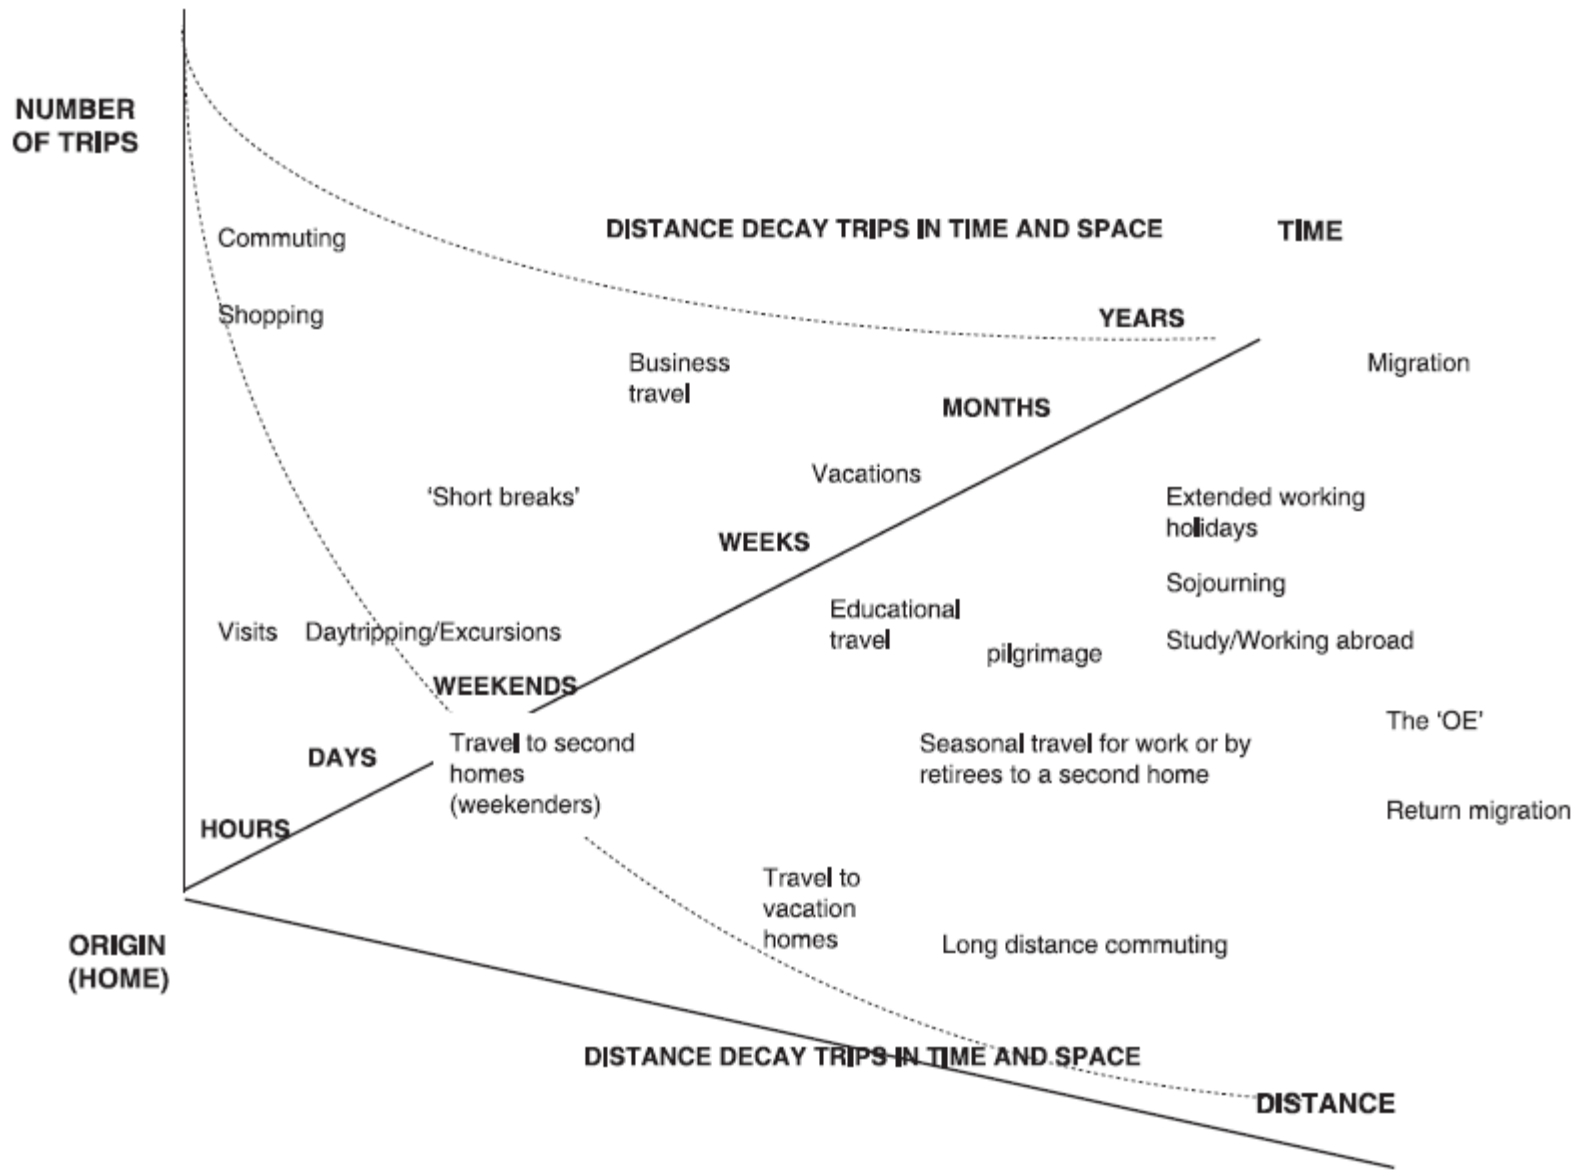 NUMBER
OF TRIPS
Commuting
DISTANCE DECAY TRIPS IN TIME AND SPACE
TIME
Shopping
YEARS
Business
travel
Migration
MONTHS
Vacations
'Short breaks'
Extended working
holidays
WEEKS
Sojourning
Educational
travel
Visits
Daytripping/Excursions
pilgrimage
Study/Working abroad
WEEKENDS
The 'OE'
DAYS
Travel to second
homes
(weekenders)
Seasonal travel for work or by
retirees to a second home
HOURS
Return migration
Travel to
vacation
homes
Long distance commuting
ORIGIN
(HOME)
DISTANCE DECAY TRIPS IN TIME AND SPACE
DISTANCE